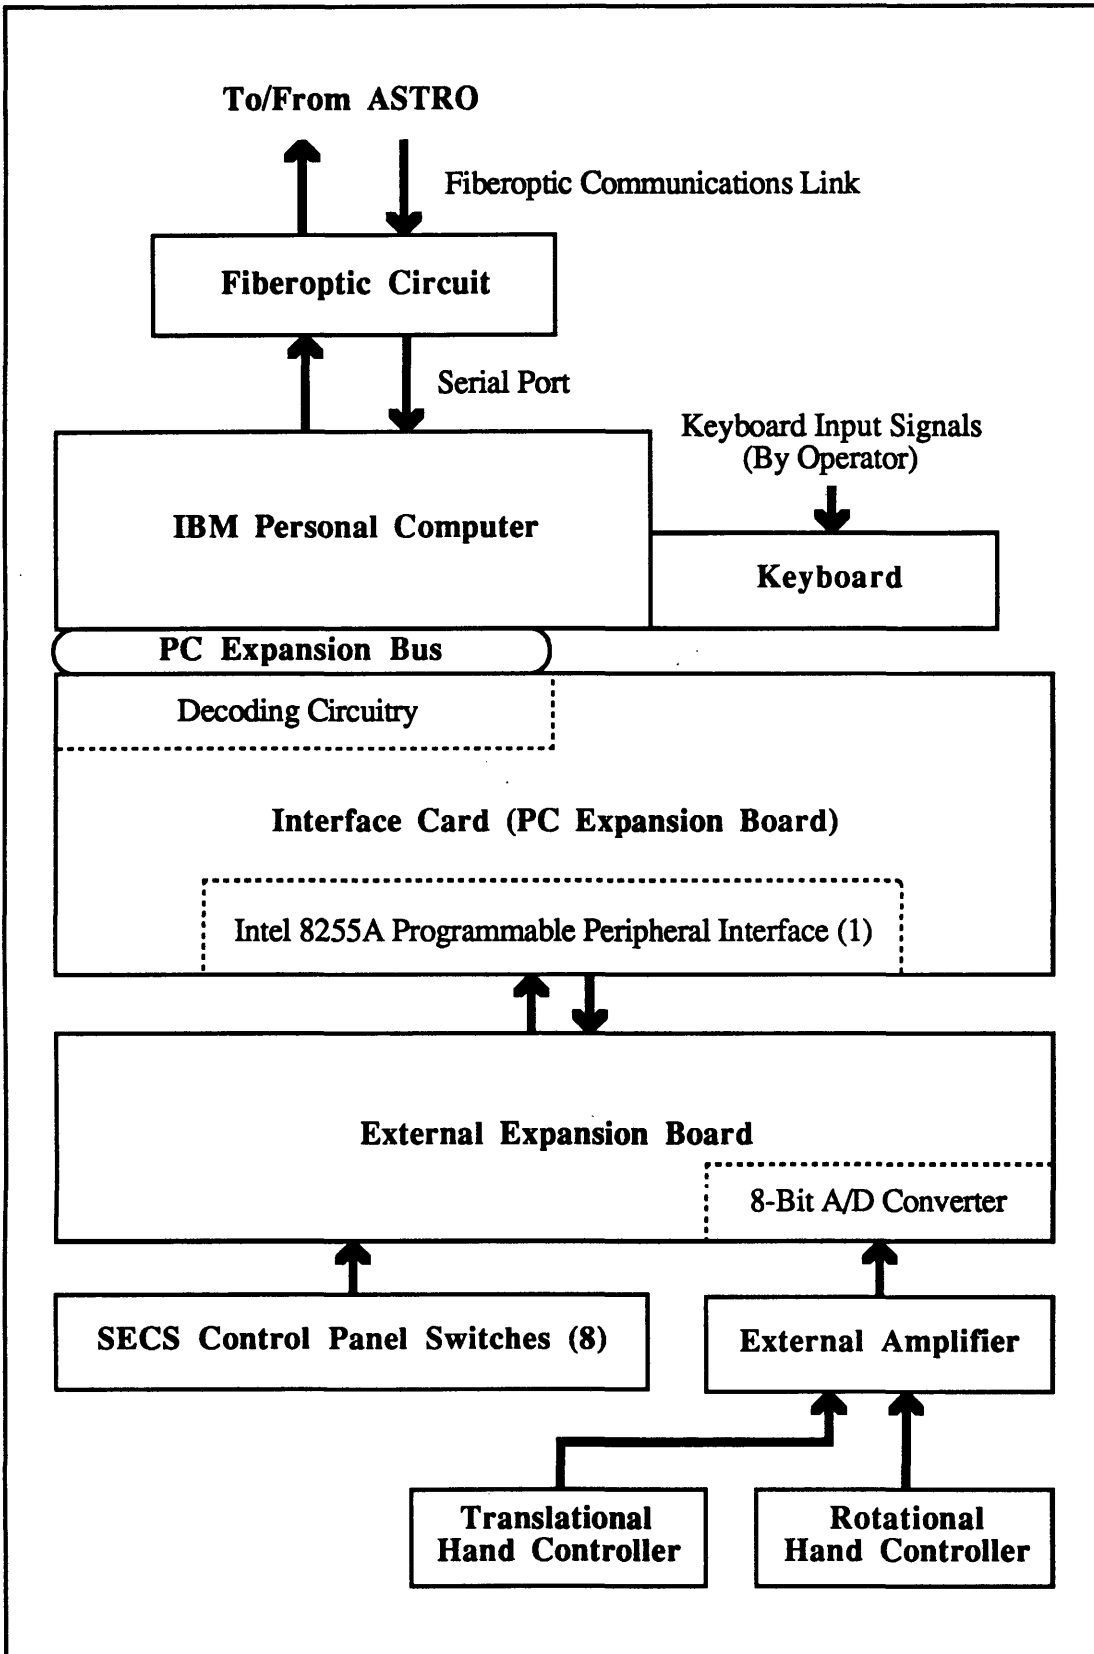 To/From ASTRO
Fiberoptic Communications Link
Fiberoptic Circuit
Serial Port
Keyboard Input Signals
(By Operator)
IBM Personal Computer
Keyboard
PC Expansion Bus
Decoding Circuitry
Interface Card (PC Expansion Board)
Intel 8255A Programmable Peripheral Interface (1)
External Expansion Board
8-Bit A/D Converter
SECS Control Panel Switches (8)
External Amplifier
Translational
Hand Controller
Rotational
Hand Controller